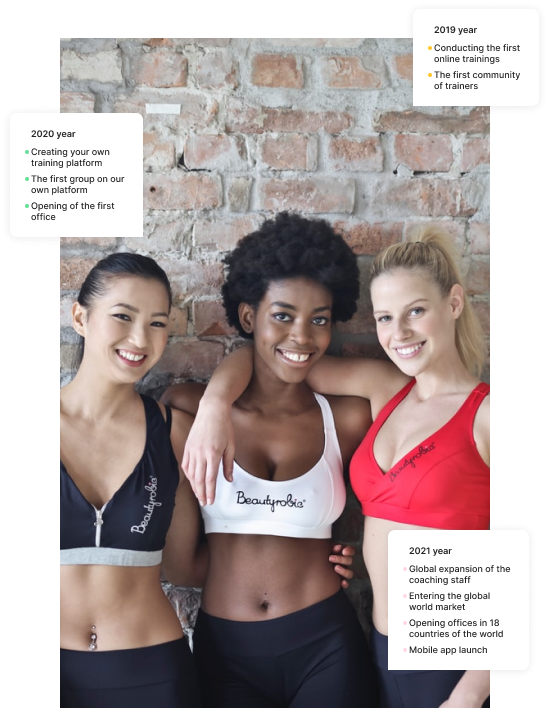 2019 year
Conducting the first
online trainings
The first community
of trainers
2020 year
Creating your own
training platform
The first group on our
own platform
Opening of the first
office
Beautyrobic
Beautyrobic
Beautyrobic
2021 year
Global expansion of the
coaching staff
Entering the global
world market
Opening offices in 18
countries of the world
Mobile app launch